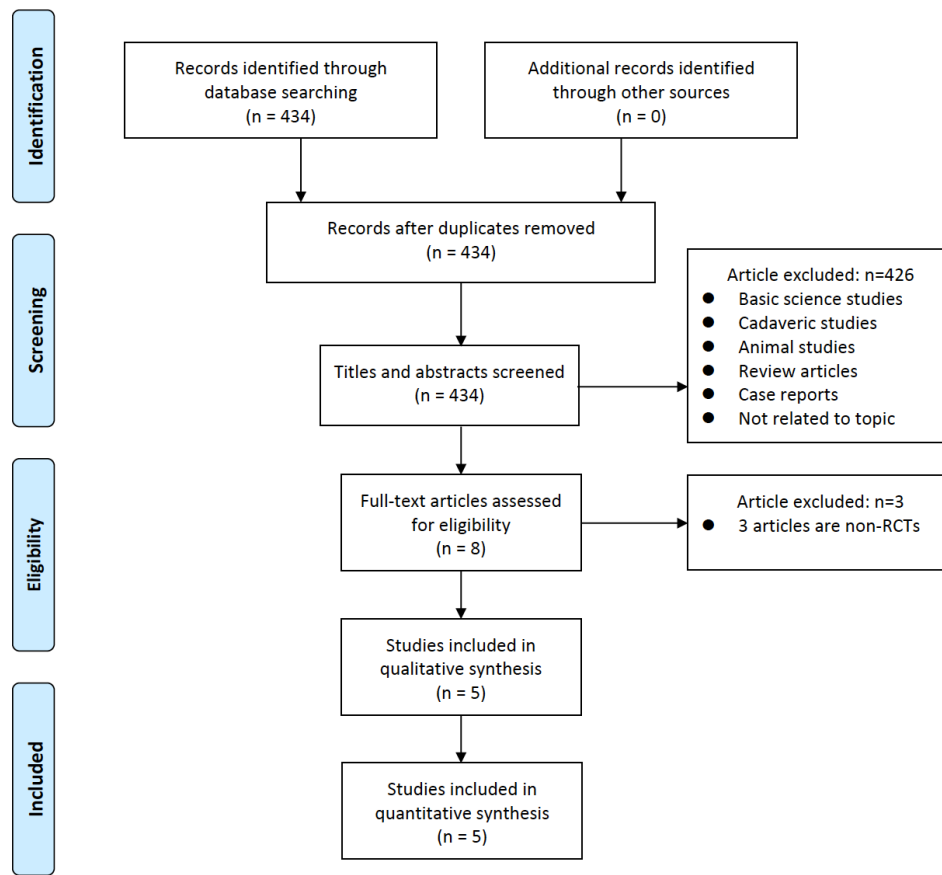 Identification
Records identified through
database searching
(n = 434)
Additional records identified
through other sources
(n = 0)
Records after duplicates removed
(n = 434)
Screening
Titles and abstracts screened
(n = 434)
Article excluded: n=426
● Basic science studies
● Cadaveric studies
● Animal studies
● Review articles
● Case reports
● Not related to topic
Eligibility
Full-text articles assessed
for eligibility
(n = 8)
Article excluded: n=3
● 3 articles are non-RCTs
Studies included in
qualitative synthesis
(n = 5)
Included
Studies included in
quantitative synthesis
(n = 5)